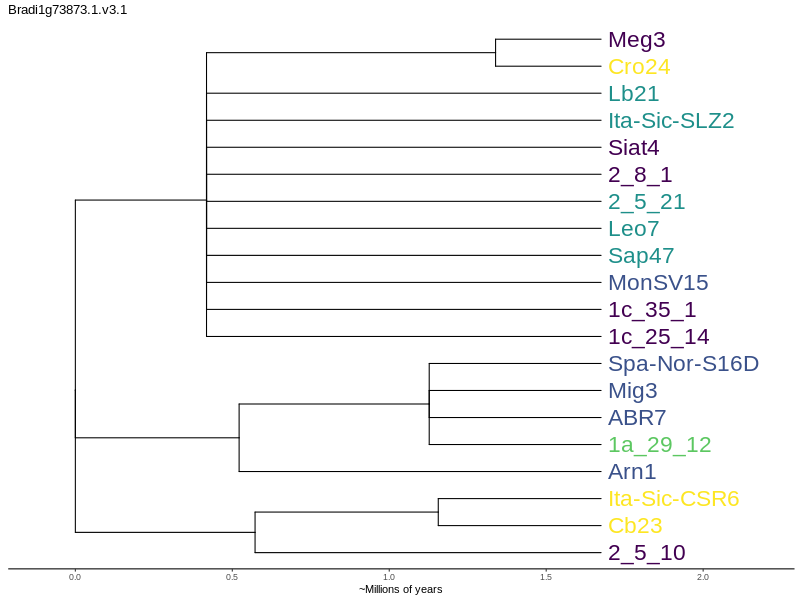 Bradi1g73873.1.v3.1
Meg3
Cro24
Lb21
Ita-Sic-SLZ2
Siat4
2_8_1
2_5_21
Leo7
Sap47
MonSV15
1c_35_1
1c_25_14
Spa-Nor-S16D
Mig3
ABR7
1a_29_12
Arn1
Ita-Sic-CSR6
Cb23
2_5_10
0.0 0.5 1.0 1.5 2.0
~Millions of years